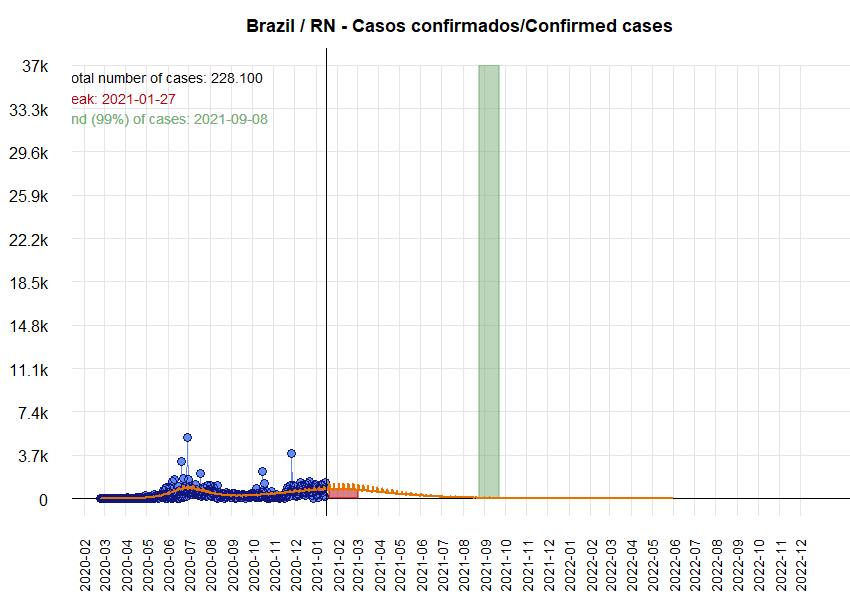 Brazil / RN - Casos confirmados/Confirmed cases
37k
otal number of cases: 228.100
eak: 2021-01-27
33.3k
nd (99%) of cases: 2021-09-08
29.6k
25.9k
22.2k
18.5k
14.8k
11.1k
7.4k
3.7k
0
2020-02
2020-03
2020-04
2020-05
2020-06
2020-07
2020-08
2020-09
2020-10
2020-11
2020-12
2021-01
2021-02
2021-03
2021-04
2021-05
2021-06
2021-07
2021-08
2021-09
2021-10
2021-11
2021-12
2022-01
2022-02
2022-03
2022-04
2022-05
2022-06
2022-07
2022-08
2022-09
2022-10
2022-11
2022-12